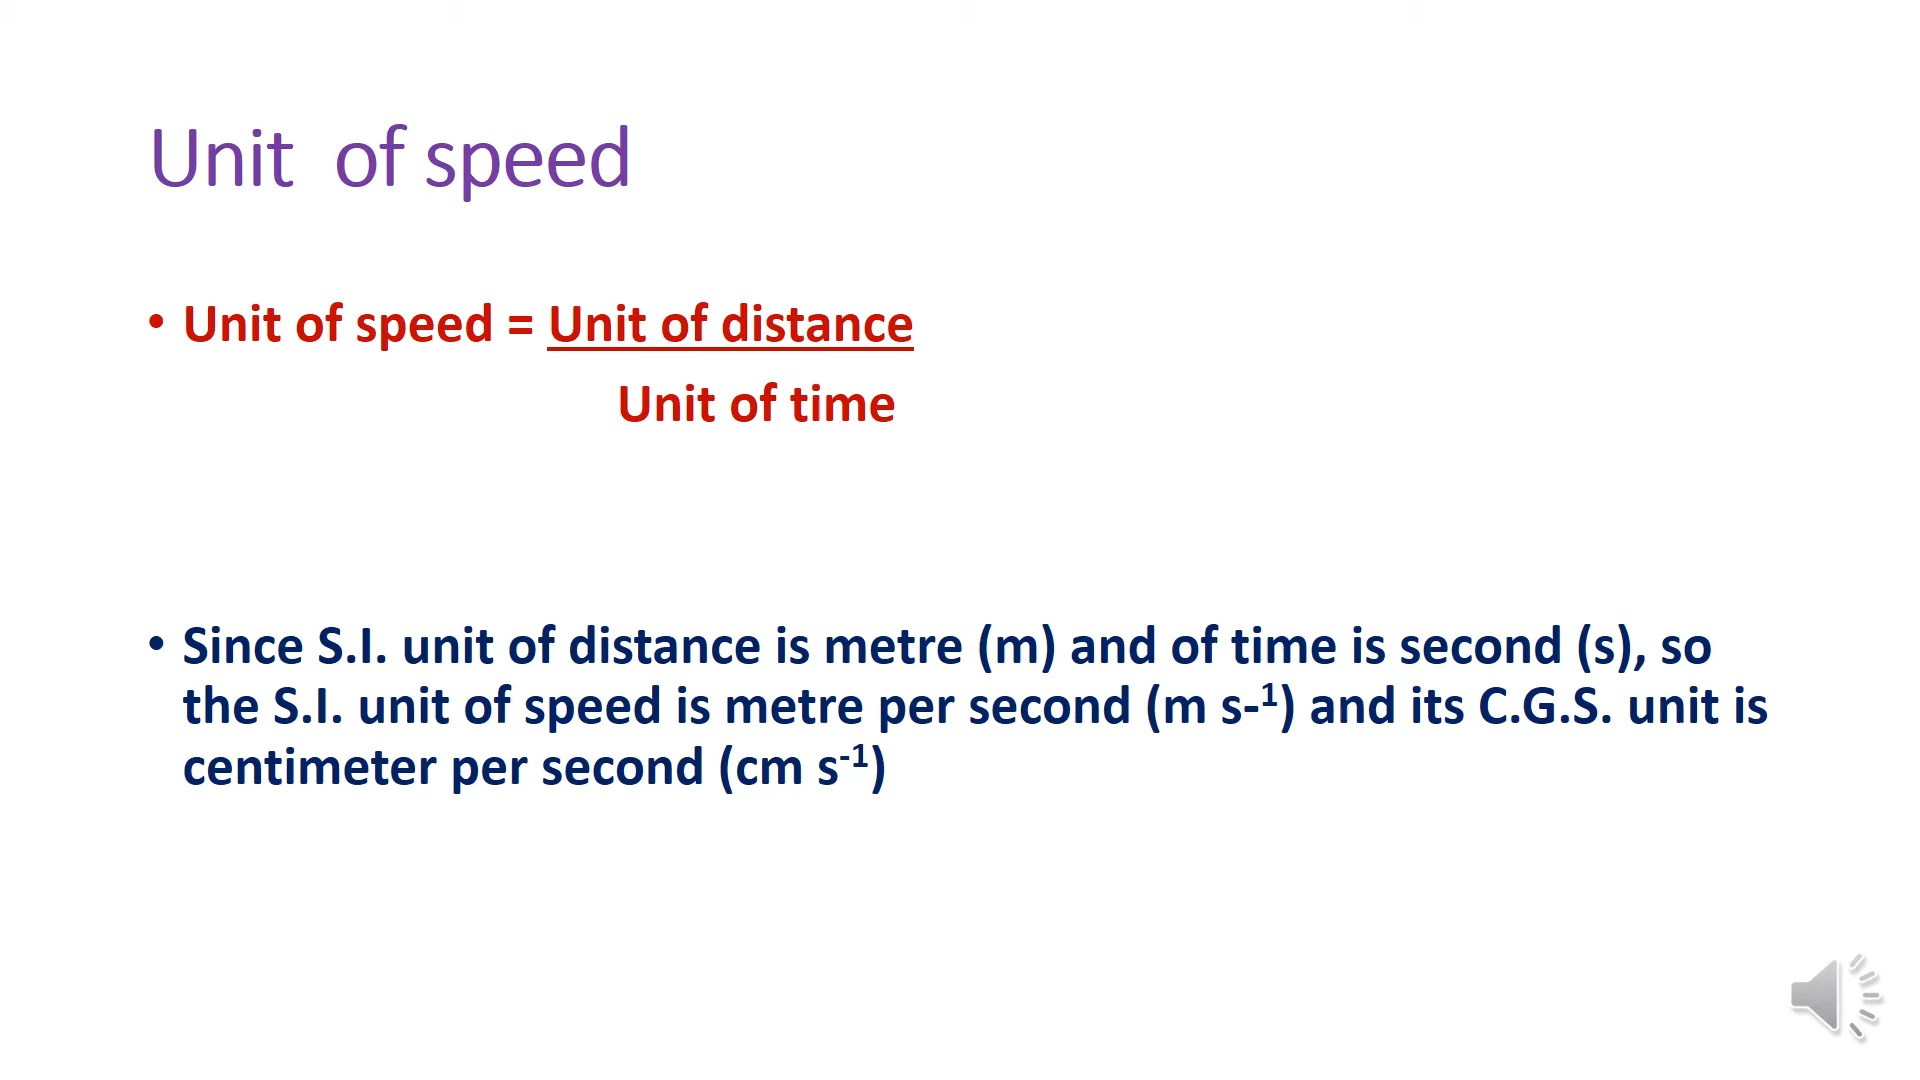 Unit  of speed
• Unit of speed = Unit of distance
Unit of time
• Since S.I. unit of distance is metre (m) and of time is second (s), so
the S.I. unit of speed is metre per second (m s-¹) and its C.G.S. unit is
centimeter per second (cm s⁻¹)